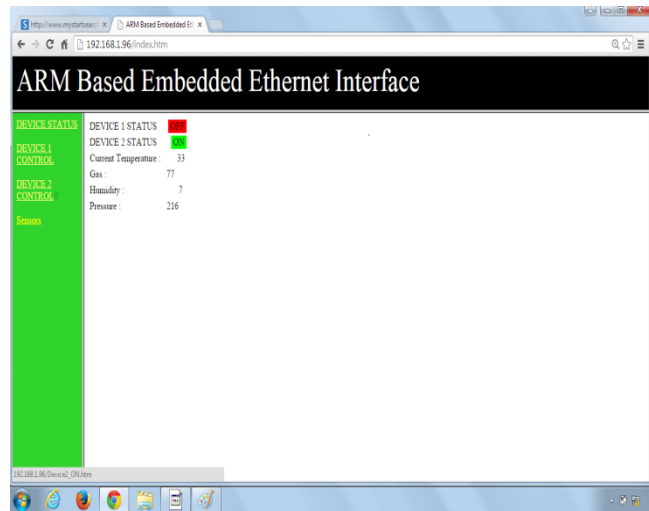 http://www.mystartsearch
ARM Based Embedded Et
192.168.1.96/index.htm
ARM Based Embedded Ethernet Interface
DEVICE STATUS
DEVICE 1
CONTROL
DEVICE 2
CONTROL
Sensors
DEVICE 1 STATUS OFF
DEVICE 2 STATUS ON
Current Temperature : 33
Gas : 77
Humidity : 7
Pressure : 216
192.168.1.96/Device2_ON.htm